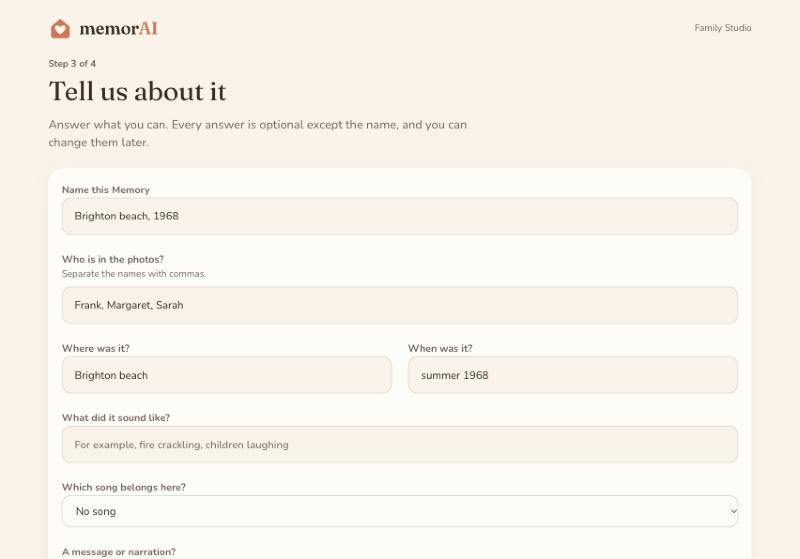 memorAI
Family Studio
Step 3 of 4
Tell us about it
Answer what you can. Every answer is optional except the name, and you can
change them later.
Name this Memory
Brighton beach, 1968
Who is in the photos?
Separate the names with commas.
Frank, Margaret, Sarah
Where was it?
When was it?
Brighton beach
summer 1968
What did it sound like?
For example, fire crackling, children laughing
Which song belongs here?
No song
A message or narration?